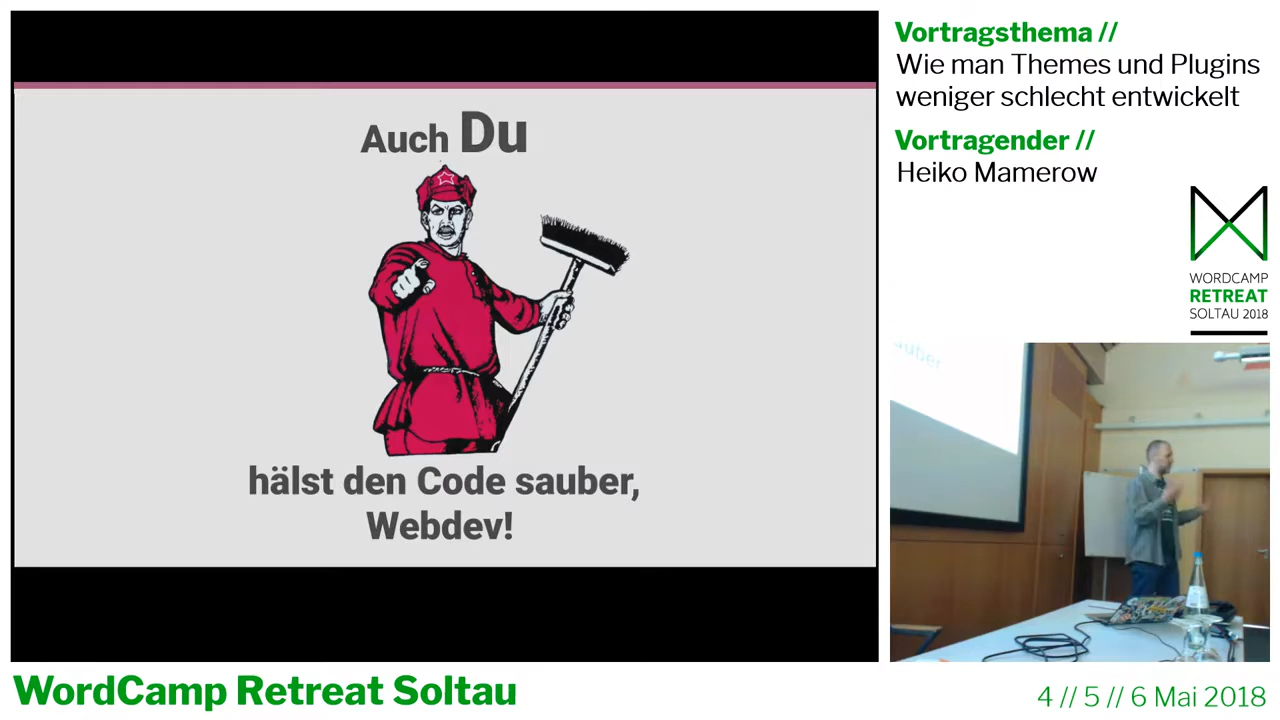 Auch Du
hälst den Code sauber,
Webdev!
Vortragsthema //
Wie man Themes und Plugins
weniger schlecht entwickelt
Vortragender //
Heiko Mamerow
WORDCAMP
RETREAT
SOLTAU 2018
sauber
WordCamp Retreat Soltau
4 // 5 // 6 Mai 2018